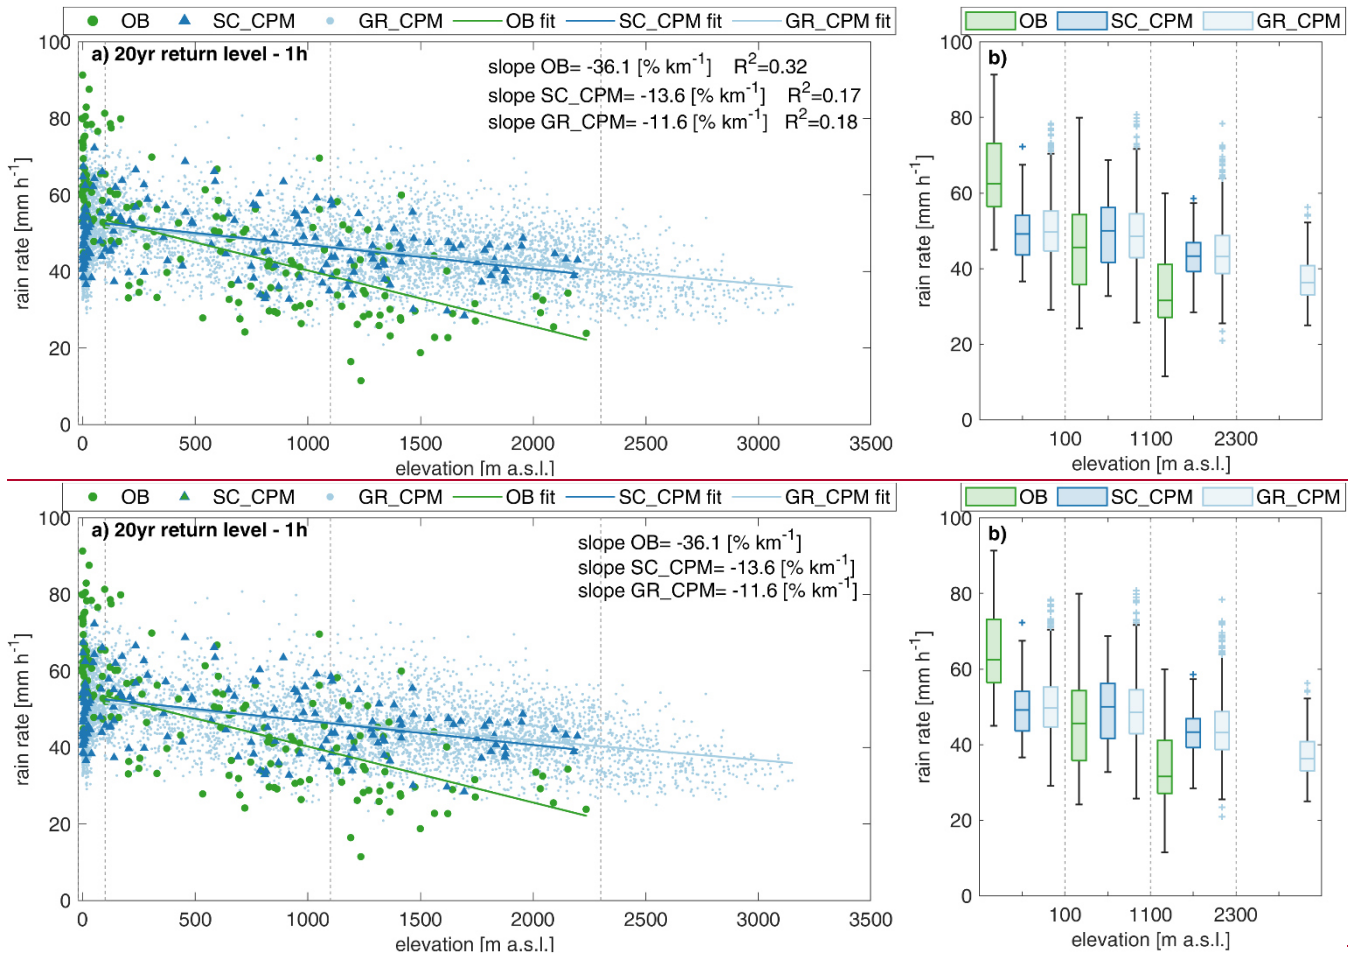 OB SC_CPM GR_CPM OB fit SC_CPM fit GR_CPM fit
a) 20yr return level - 1h
slope OB= -36.1 [% km-1] R2=0.32
slope SC_CPM= -13.6 [% km-1] R2=0.17
slope GR_CPM= -11.6 [% km-1] R2=0.18
rain rate [mm h-1]
100
80
60
40
20
0
0 500 1000 1500 2000 2500 3000 3500
elevation [m a.s.l.]
OB SC_CPM GR_CPM
b)
rain rate [mm h-1]
100
80
60
40
20
0
100 1100 2300
elevation [m a.s.l.]
OB SC_CPM GR_CPM OB fit SC_CPM fit GR_CPM fit
a) 20yr return level - 1h
slope OB= -36.1 [% km-1]
slope SC_CPM= -13.6 [% km-1]
slope GR_CPM= -11.6 [% km-1]
rain rate [mm h-1]
100
80
60
40
20
0
0 500 1000 1500 2000 2500 3000 3500
elevation [m a.s.l.]
OB SC_CPM GR_CPM
b)
rain rate [mm h-1]
100
80
60
40
20
0
100 1100 2300
elevation [m a.s.l.]